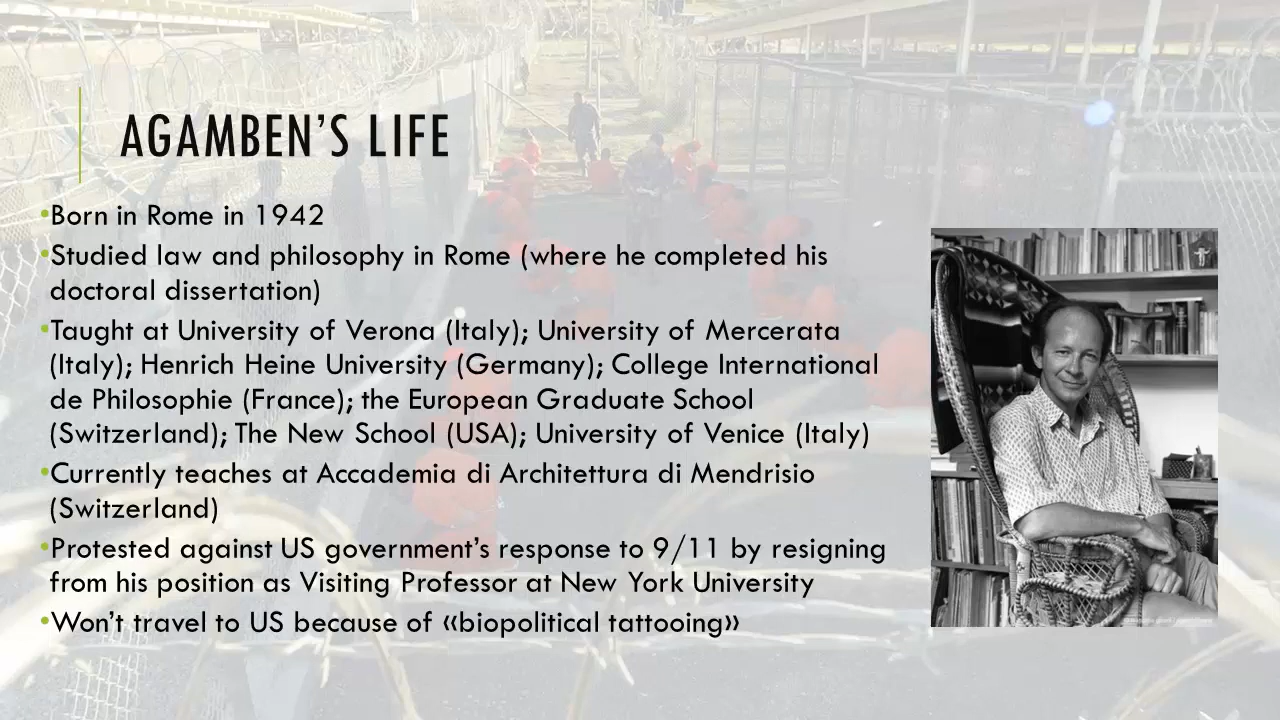 AGAMBEN'S LIFE
•Born in Rome in 1942
•Studied law and philosophy in Rome (where he completed his
doctoral dissertation)
•Taught at University of Verona (Italy); University of Mercerata
(Italy); Henrich Heine University (Germany); College International
de Philosophie (France); the European Graduate School
(Switzerland); The New School (USA); University of Venice (Italy)
•Currently teaches at Accademia di Architettura di Mendrisio
(Switzerland)
•Protested against US government's response to 9/11 by resigning
from his position as Visiting Professor at New York University
•Won't travel to US because of «biopolitical tattooing»